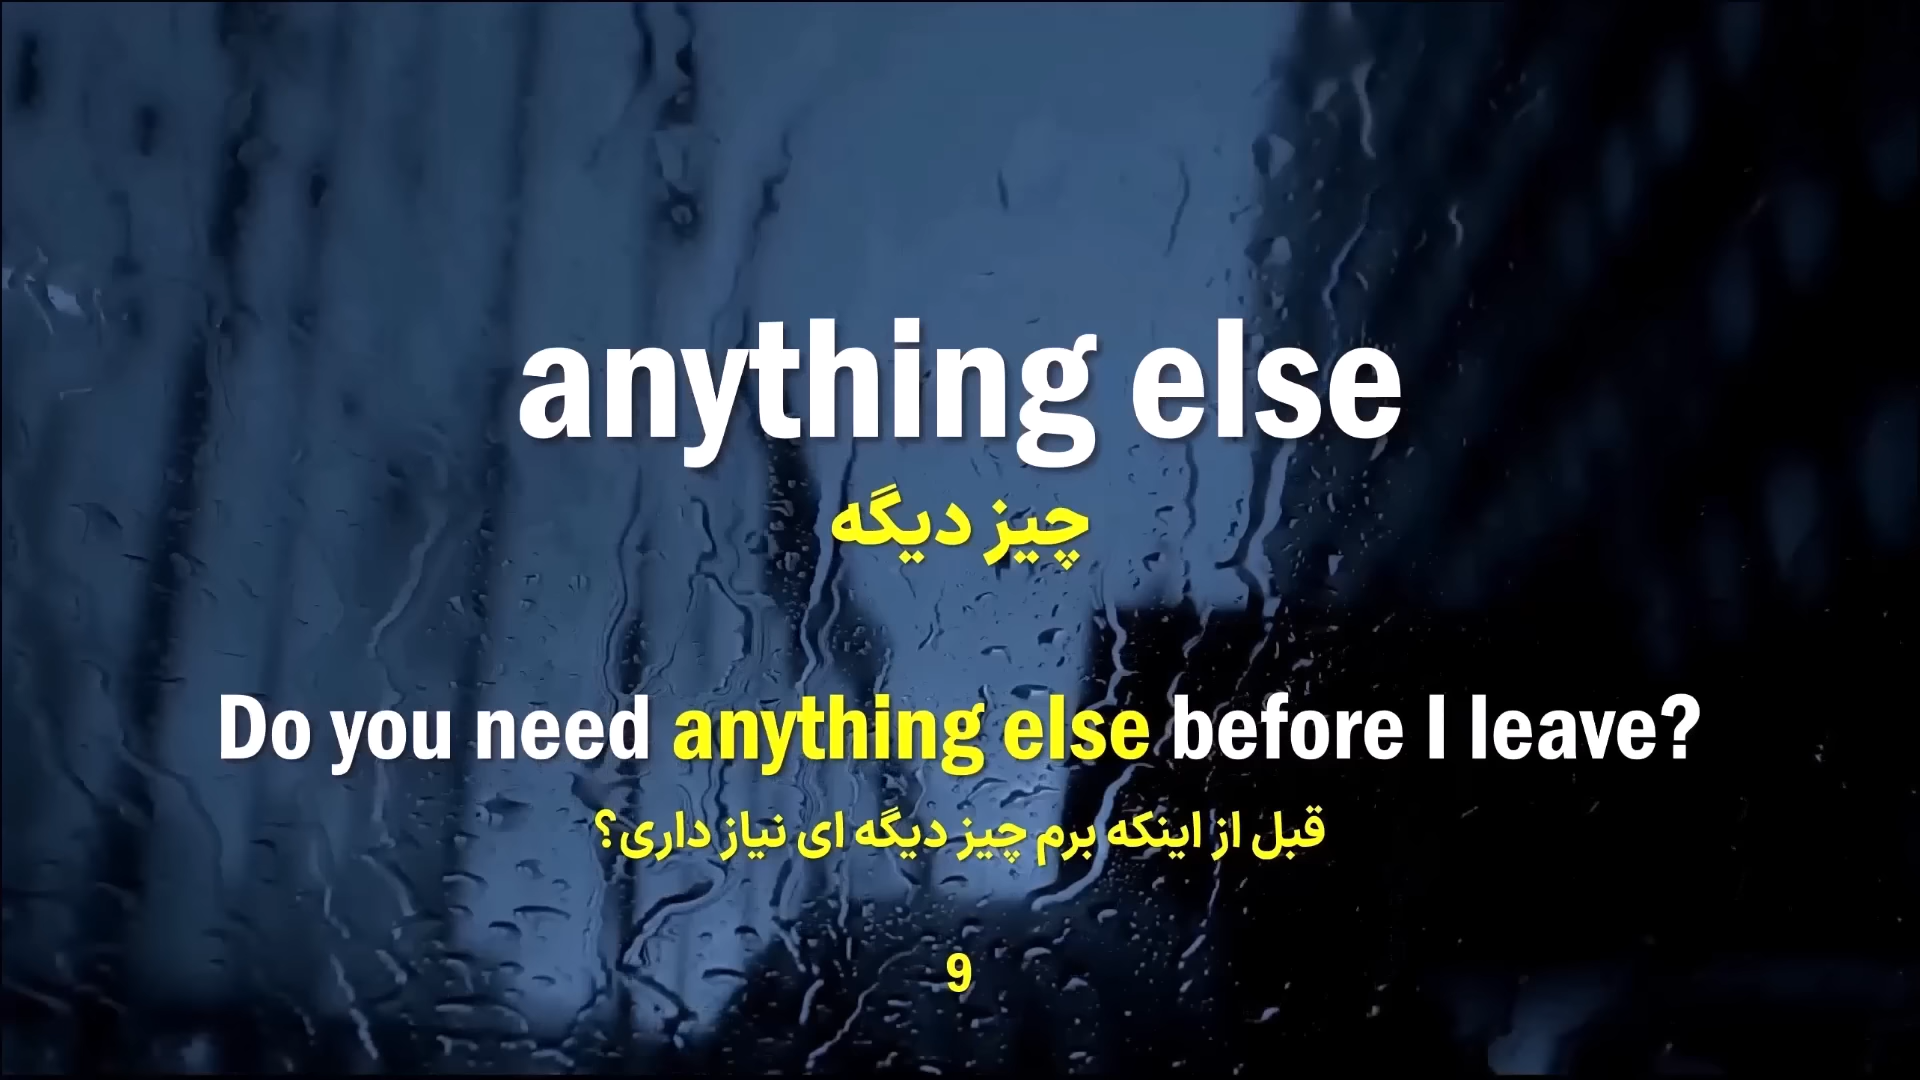 anything else
چیز دیگه
Do you need anything else before I leave?
قبل از اینکه برم چیز دیگه ای نیاز داری؟
9